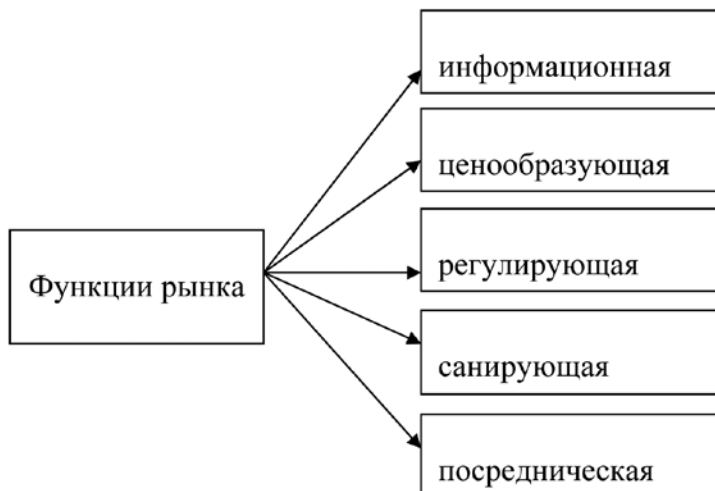 Функции рынка
информационная
ценообразующая
регулирующая
санирующая
посредническая